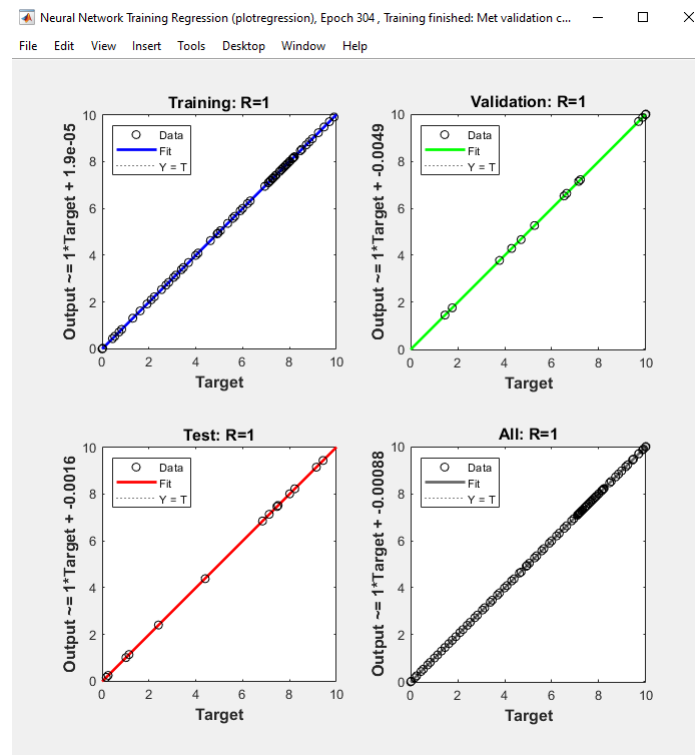 Neural Network Training Regression (plotregression), Epoch 304, Training finished: Met validation c...
File Edit View Insert Tools Desktop Window Help
Training: R=1
Output ~= 1*Target + 1.9e-05
Data
Fit
Y = T
10
8
6
4
2
0
0 2 4 6 8 10
Target
Validation: R=1
Output ~= 1*Target + -0.0049
Data
Fit
Y = T
10
8
6
4
2
0
0 2 4 6 8 10
Target
Test: R=1
Output ~= 1*Target + -0.0016
Data
Fit
Y = T
10
8
6
4
2
0
0 2 4 6 8 10
Target
All: R=1
Output ~= 1*Target + -0.00088
Data
Fit
Y = T
10
8
6
4
2
0
0 2 4 6 8 10
Target